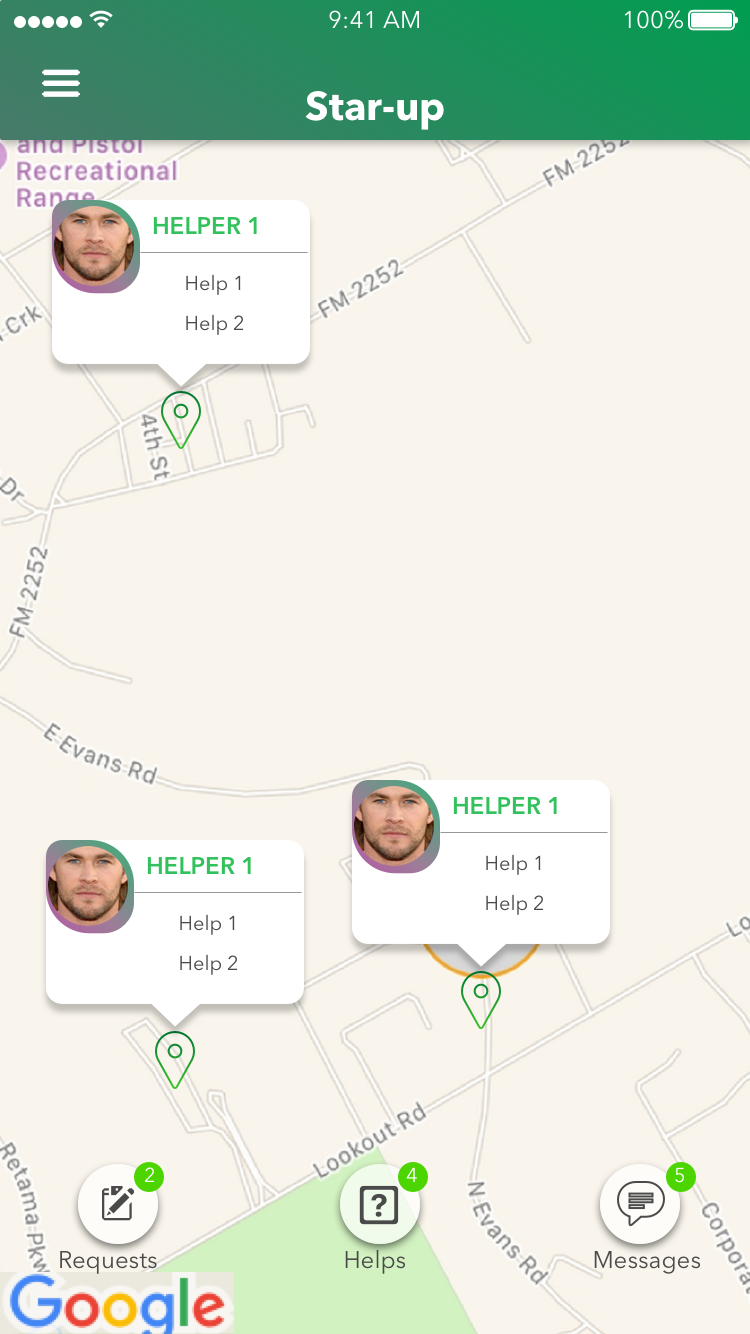 9:41 AM
100%
Star-up
and Pistol
Recreational
Range
FM 2252
HELPER 1
Help 1
Help 2
FM 2252
Crk
4th St
Dr
FM 2252
E Evans Rd
HELPER 1
Help 1
Help 2
HELPER 1
Help 1
Help 2
Lo
Lookout Rd
Retama Pkw
N Evans Rd
Corporat
2
4
5
?
Requests
Helps
Messages
Google